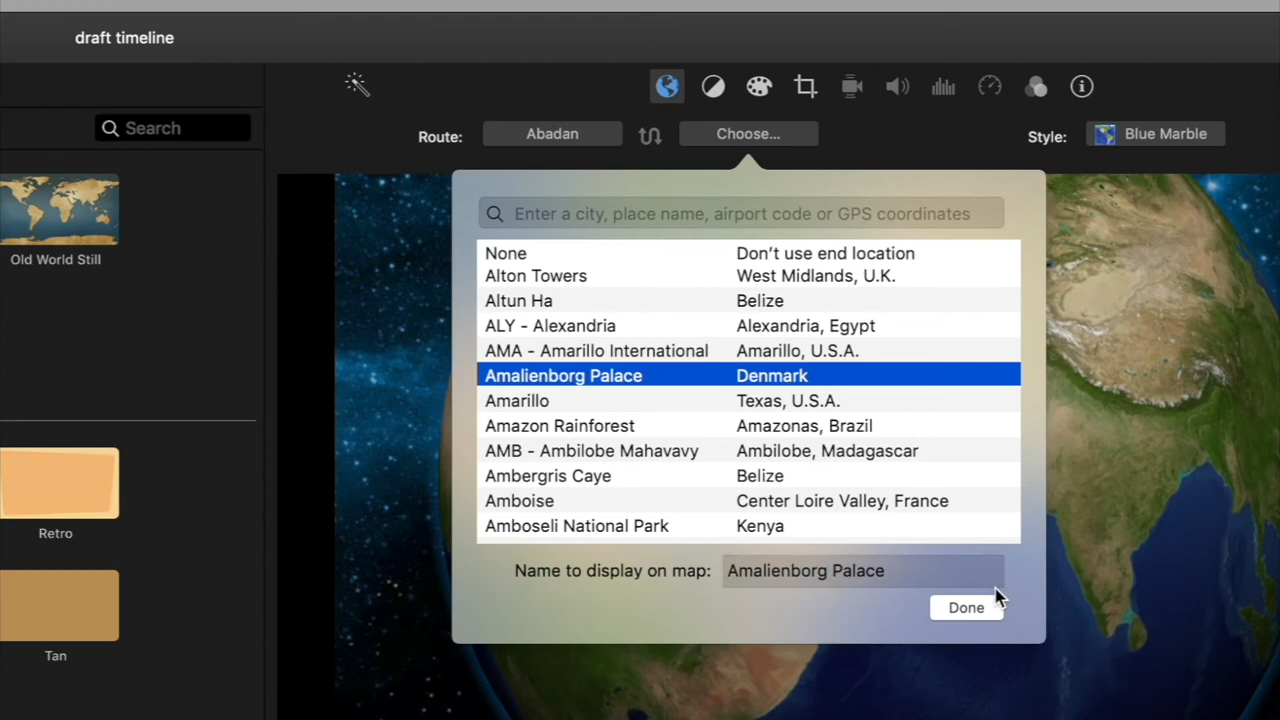 draft timeline
Search
Route:
Abadan
Choose...
Style:
Blue Marble
Old World Still
Retro
Tan
Enter a city, place name, airport code or GPS coordinates
None Don't use end location
Alton Towers West Midlands, U.K.
Altun Ha Belize
ALY - Alexandria Alexandria, Egypt
AMA - Amarillo International Amarillo, U.S.A.
Amalienborg Palace Denmark
Amarillo Texas, U.S.A.
Amazon Rainforest Amazonas, Brazil
AMB - Ambilobe Mahavavy Ambilobe, Madagascar
Ambergris Caye Belize
Amboise Center Loire Valley, France
Amboseli National Park Kenya
Name to display on map: Amalienborg Palace
Done